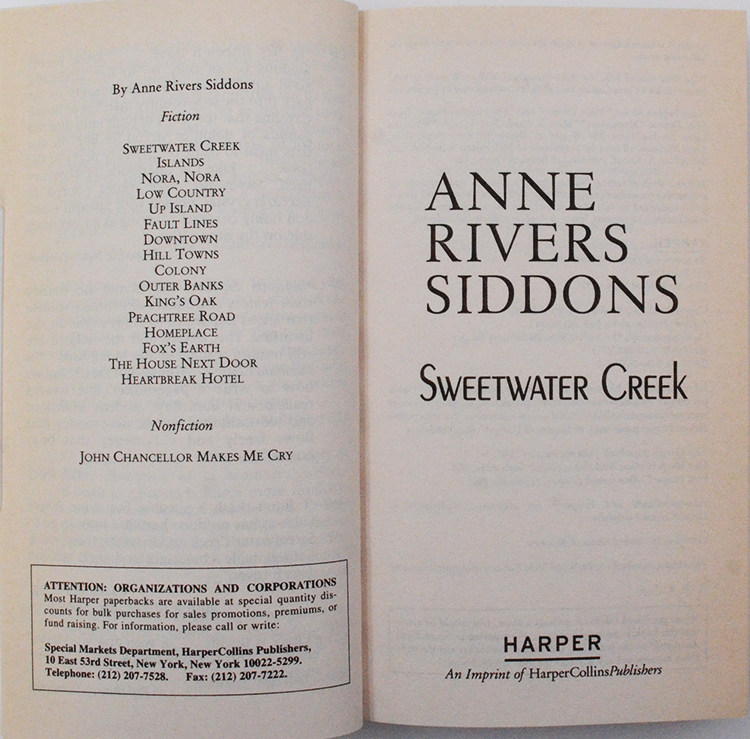 By Anne Rivers Siddons
Fiction
SWEETWATER CREEK
ISLANDS
NORA, NORA
LOW COUNTRY
UP ISLAND
FAULT LINES
DOWNTOWN
HILL TOWNS
COLONY
OUTER BANKS
KING'S OAK
PEACHTREE ROAD
HOMEPLACE
FOX'S EARTH
THE HOUSE NEXT DOOR
HEARTBREAK HOTEL
Nonfiction
JOHN CHANCELLOR MAKES ME CRY
ATTENTION: ORGANIZATIONS AND CORPORATIONS
Most Harper paperbacks are available at special quantity dis-
counts for bulk purchases for sales promotions, premiums, or
fund raising. For information, please call or write:
Special Markets Department, HarperCollins Publishers,
10 East 53rd Street, New York, New York 10022-5299.
Telephone: (212) 207-7528. Fax: (212) 207-7222.
ANNE
RIVERS
SIDDONS
SWEETWATER CREEK
HARPER
An Imprint of HarperCollinsPublishers